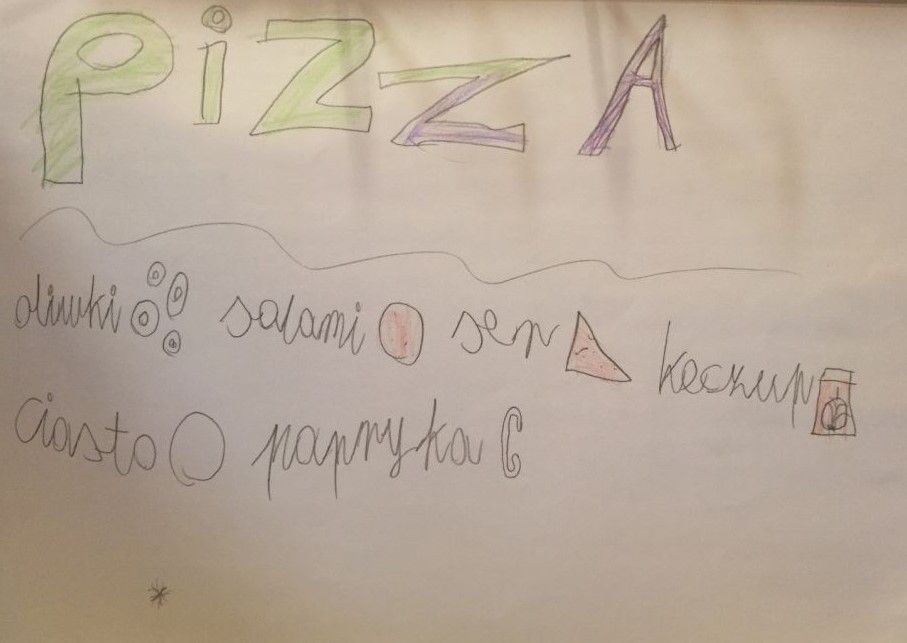 PiZZA
oliwki salami ser keczup
ciasto papryka